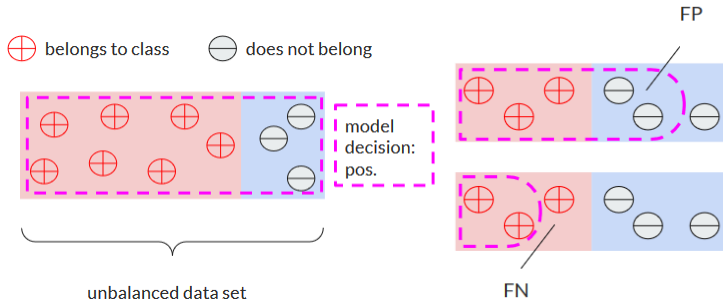 FP
belongs to class
does not belong
model
decision:
pos.
FN
unbalanced data set